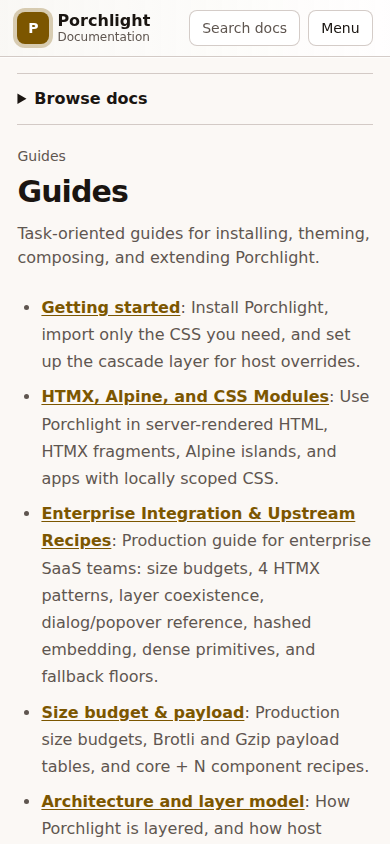 P
Porchlight
Documentation
Search docs
Menu
Browse docs
Guides
Guides
Task-oriented guides for installing, theming,
composing, and extending Porchlight.
Getting started: Install Porchlight,
import only the CSS you need, and set
up the cascade layer for host overrides.
HTMX, Alpine, and CSS Modules: Use
Porchlight in server-rendered HTML,
HTMX fragments, Alpine islands, and
apps with locally scoped CSS.
Enterprise Integration & Upstream
Recipes: Production guide for enterprise
SaaS teams: size budgets, 4 HTMX
patterns, layer coexistence,
dialog/popover reference, hashed
embedding, dense primitives, and
fallback floors.
Size budget & payload: Production
size budgets, Brotli and Gzip payload
tables, and core + N component recipes.
Architecture and layer model: How
Porchlight is layered, and how host